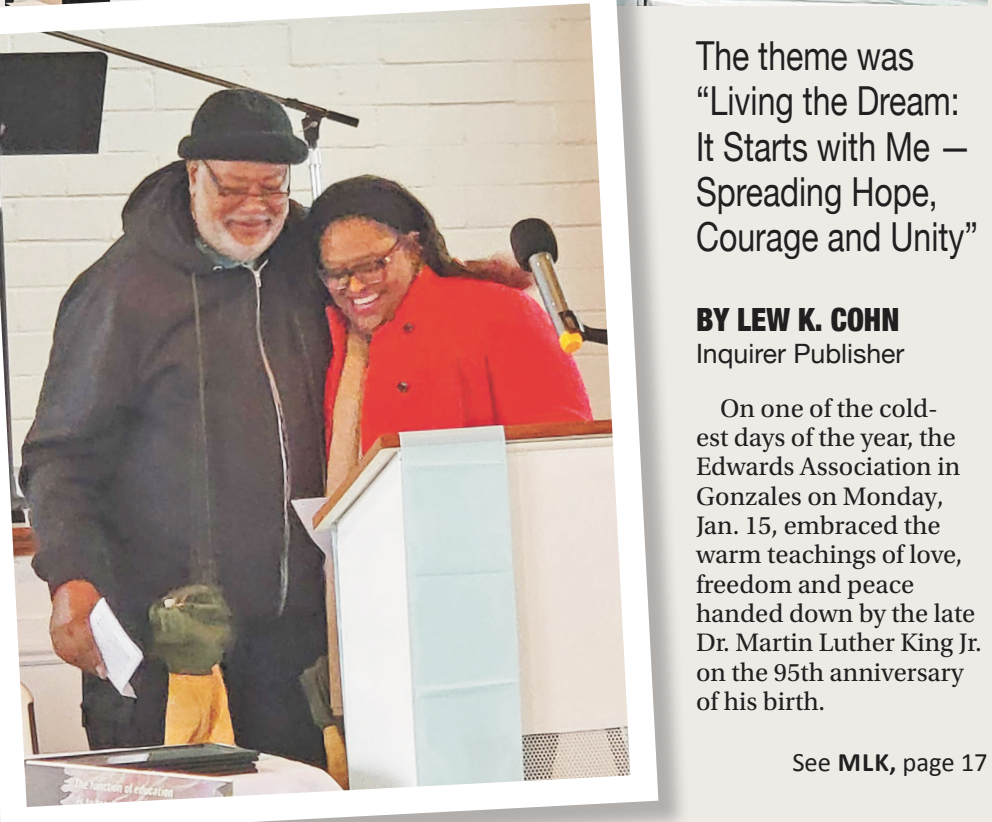 The theme was
“Living the Dream:
It Starts with Me —
Spreading Hope,
Courage and Unity”
BY LEW K. COHN
Inquirer Publisher
On one of the cold-
est days of the year, the
Edwards Association in
Gonzales on Monday,
Jan. 15, embraced the
warm teachings of love,
freedom and peace
handed down by the late
Dr. Martin Luther King Jr.
on the 95th anniversary
of his birth.
See MLK, page 17
The function of education